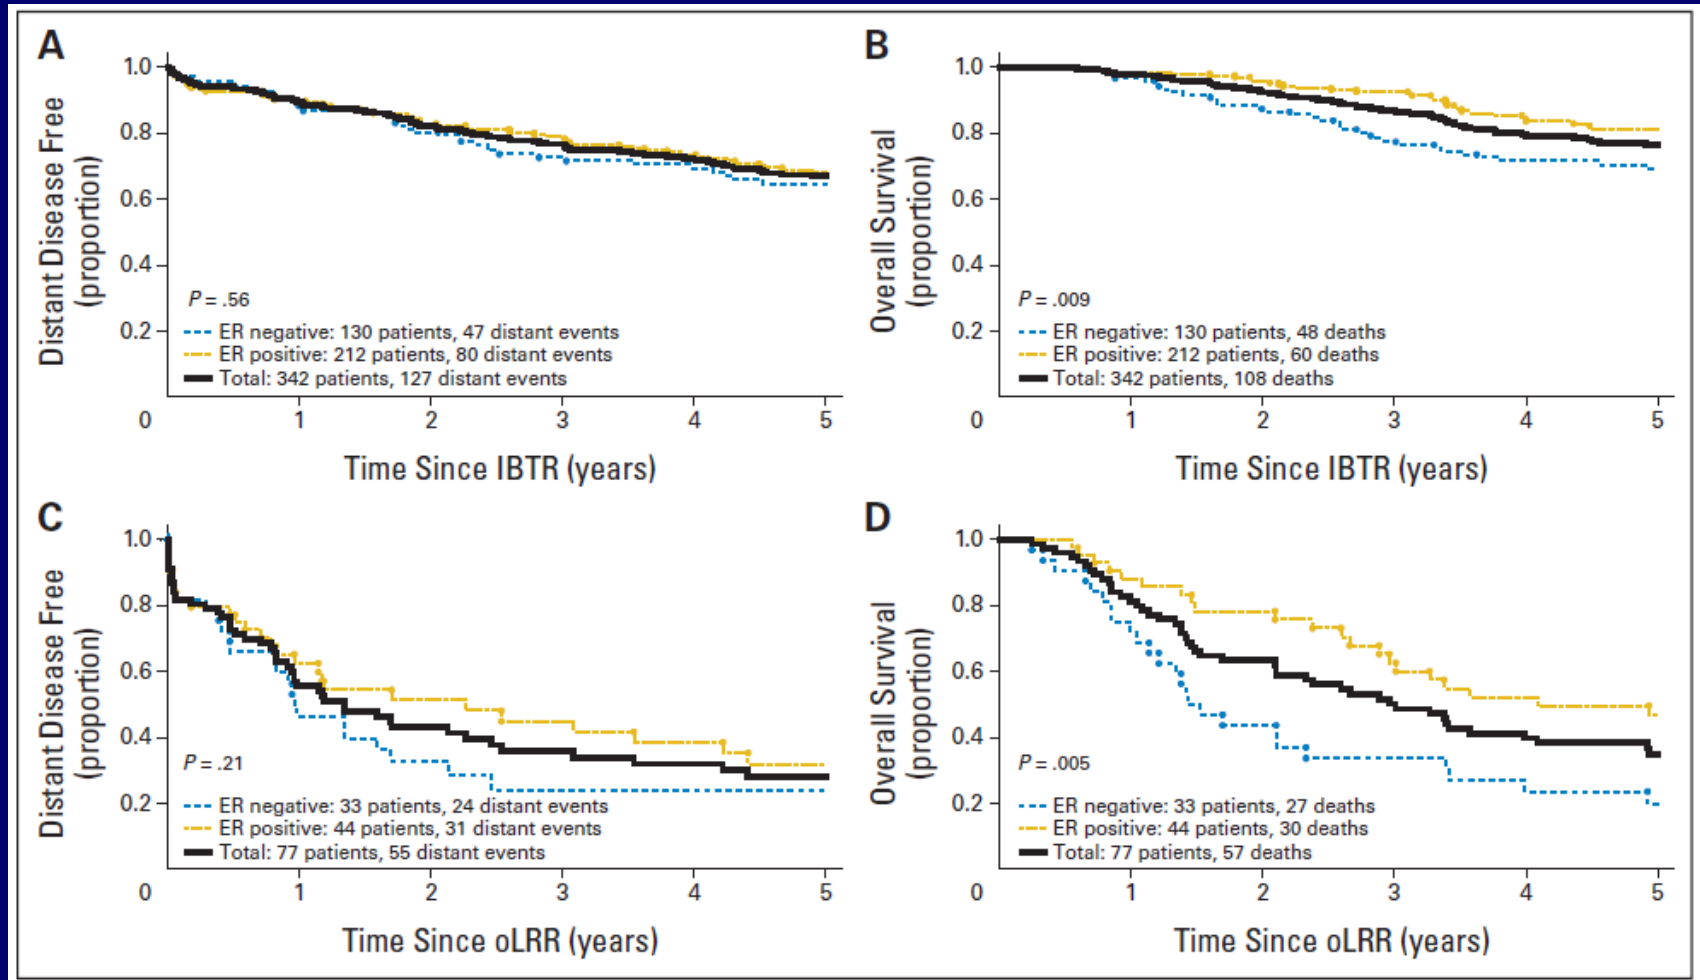 A
Distant Disease Free
(proportion)
1.0
0.8
0.6
0.4
0.2
0
P = .56
ER negative: 130 patients, 47 distant events
ER positive: 212 patients, 80 distant events
Total: 342 patients, 127 distant events
1 2 3 4 5
Time Since IBTR (years)
B
Overall Survival
(proportion)
1.0
0.8
0.6
0.4
0.2
0
P = .009
ER negative: 130 patients, 48 deaths
ER positive: 212 patients, 60 deaths
Total: 342 patients, 108 deaths
1 2 3 4 5
Time Since IBTR (years)
C
Distant Disease Free
(proportion)
1.0
0.8
0.6
0.4
0.2
0
P = .21
ER negative: 33 patients, 24 distant events
ER positive: 44 patients, 31 distant events
Total: 77 patients, 55 distant events
1 2 3 4 5
Time Since oLRR (years)
D
Overall Survival
(proportion)
1.0
0.8
0.6
0.4
0.2
0
P = .005
ER negative: 33 patients, 27 deaths
ER positive: 44 patients, 30 deaths
Total: 77 patients, 57 deaths
1 2 3 4 5
Time Since oLRR (years)